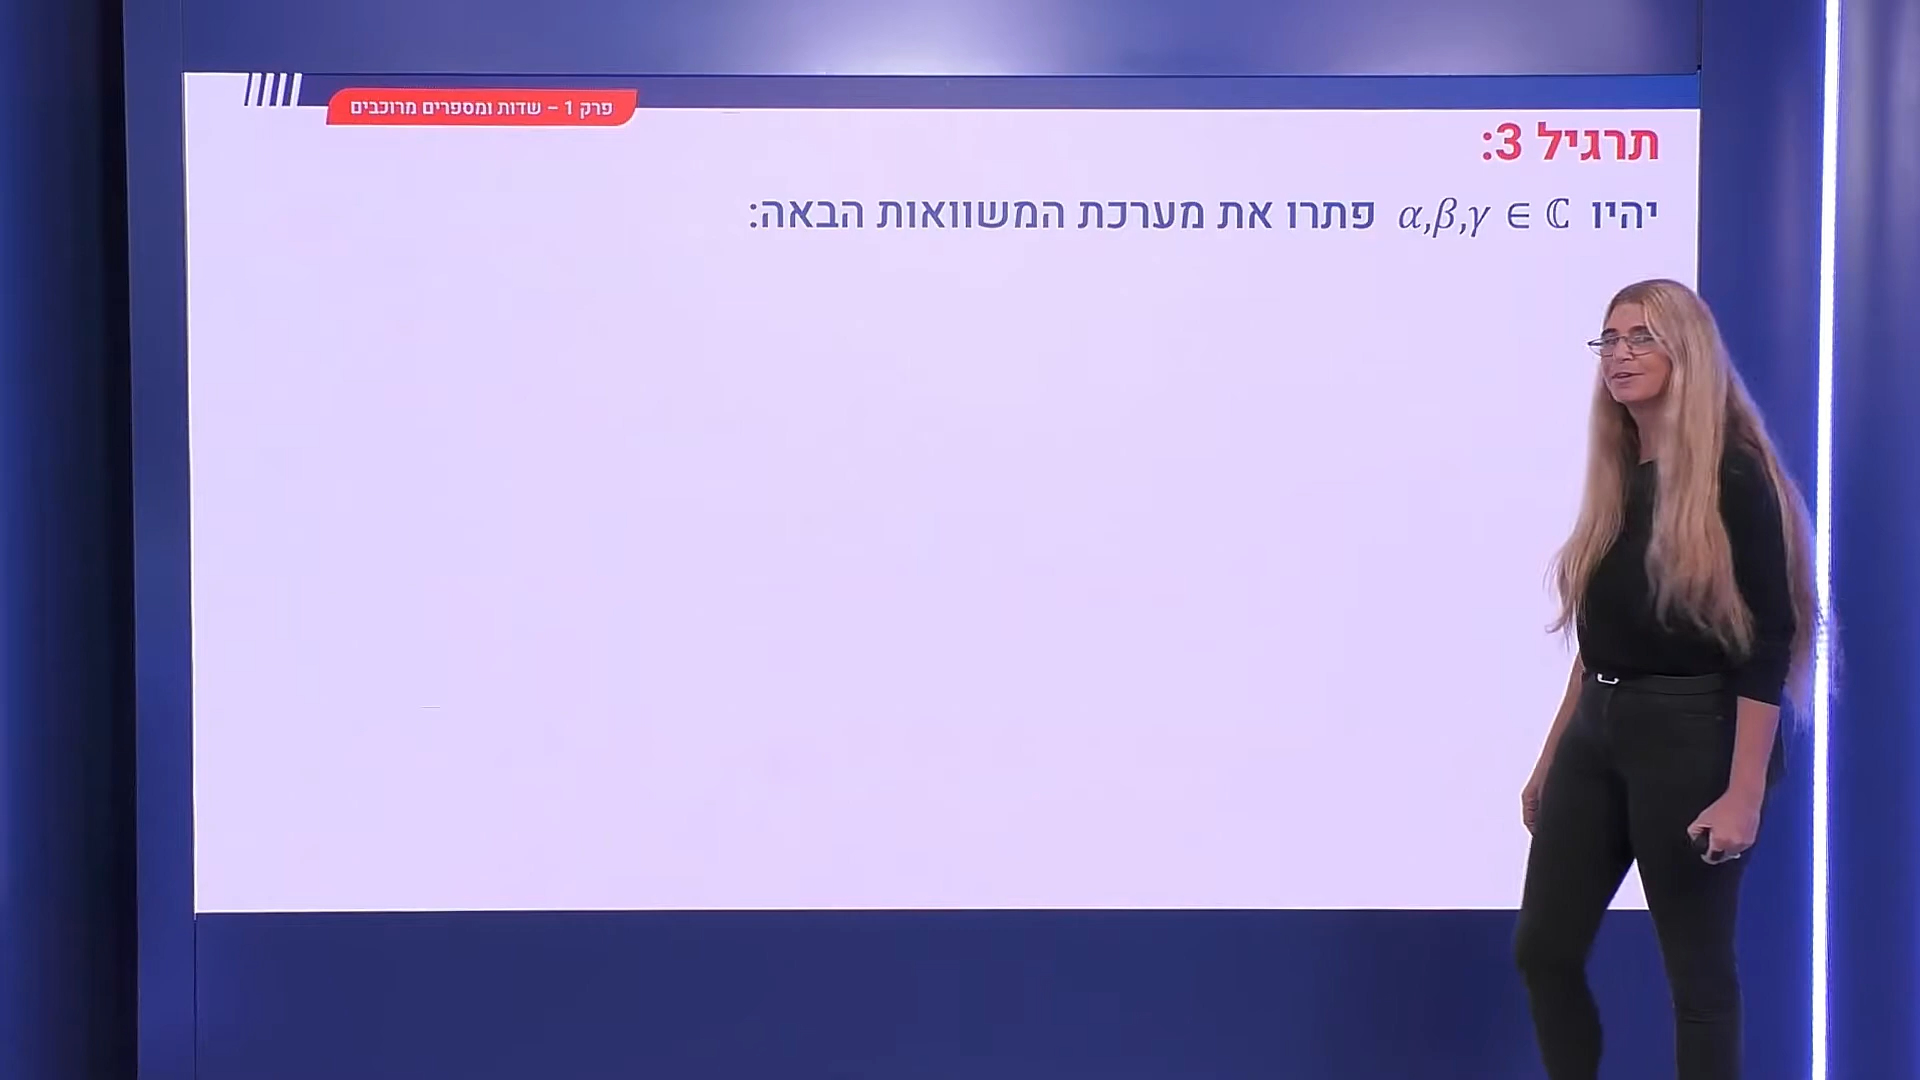 פרק 1 – שדות ומספרים מרוכבים
תרגיל 3:
יהיו α,β,γ ∈ ℂ פתרו את מערכת המשוואות הבאה: